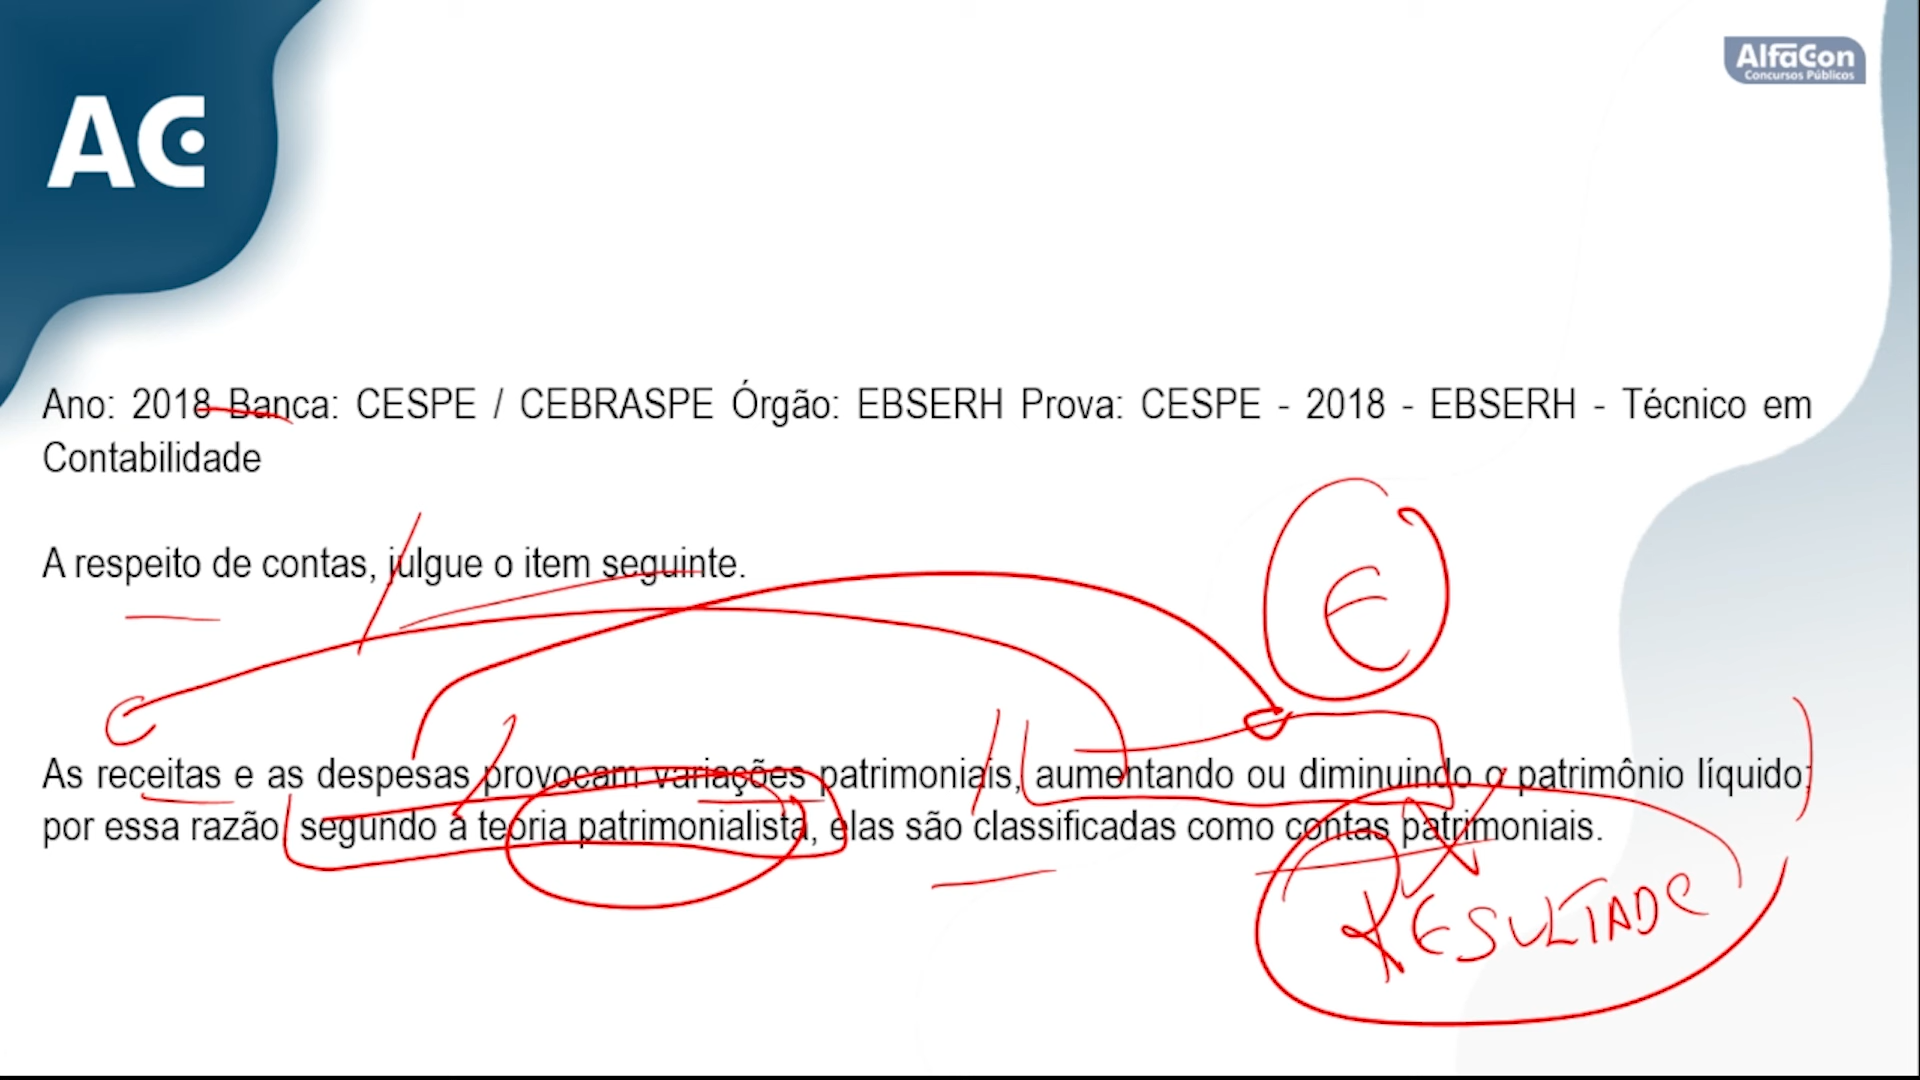 AC
AlfaCon
Concursos Públicos
Ano: 2018 Banca: CESPE / CEBRASPE Órgão: EBSERH Prova: CESPE - 2018 - EBSERH - Técnico em
Contabilidade
A respeito de contas, julgue o item seguinte.
E
As receitas e as despesas provocam variações patrimoniais, aumentando ou diminuindo o patrimônio líquido;
por essa razão, segundo a teoria patrimonialista, elas são classificadas como contas patrimoniais.
RESULTADO